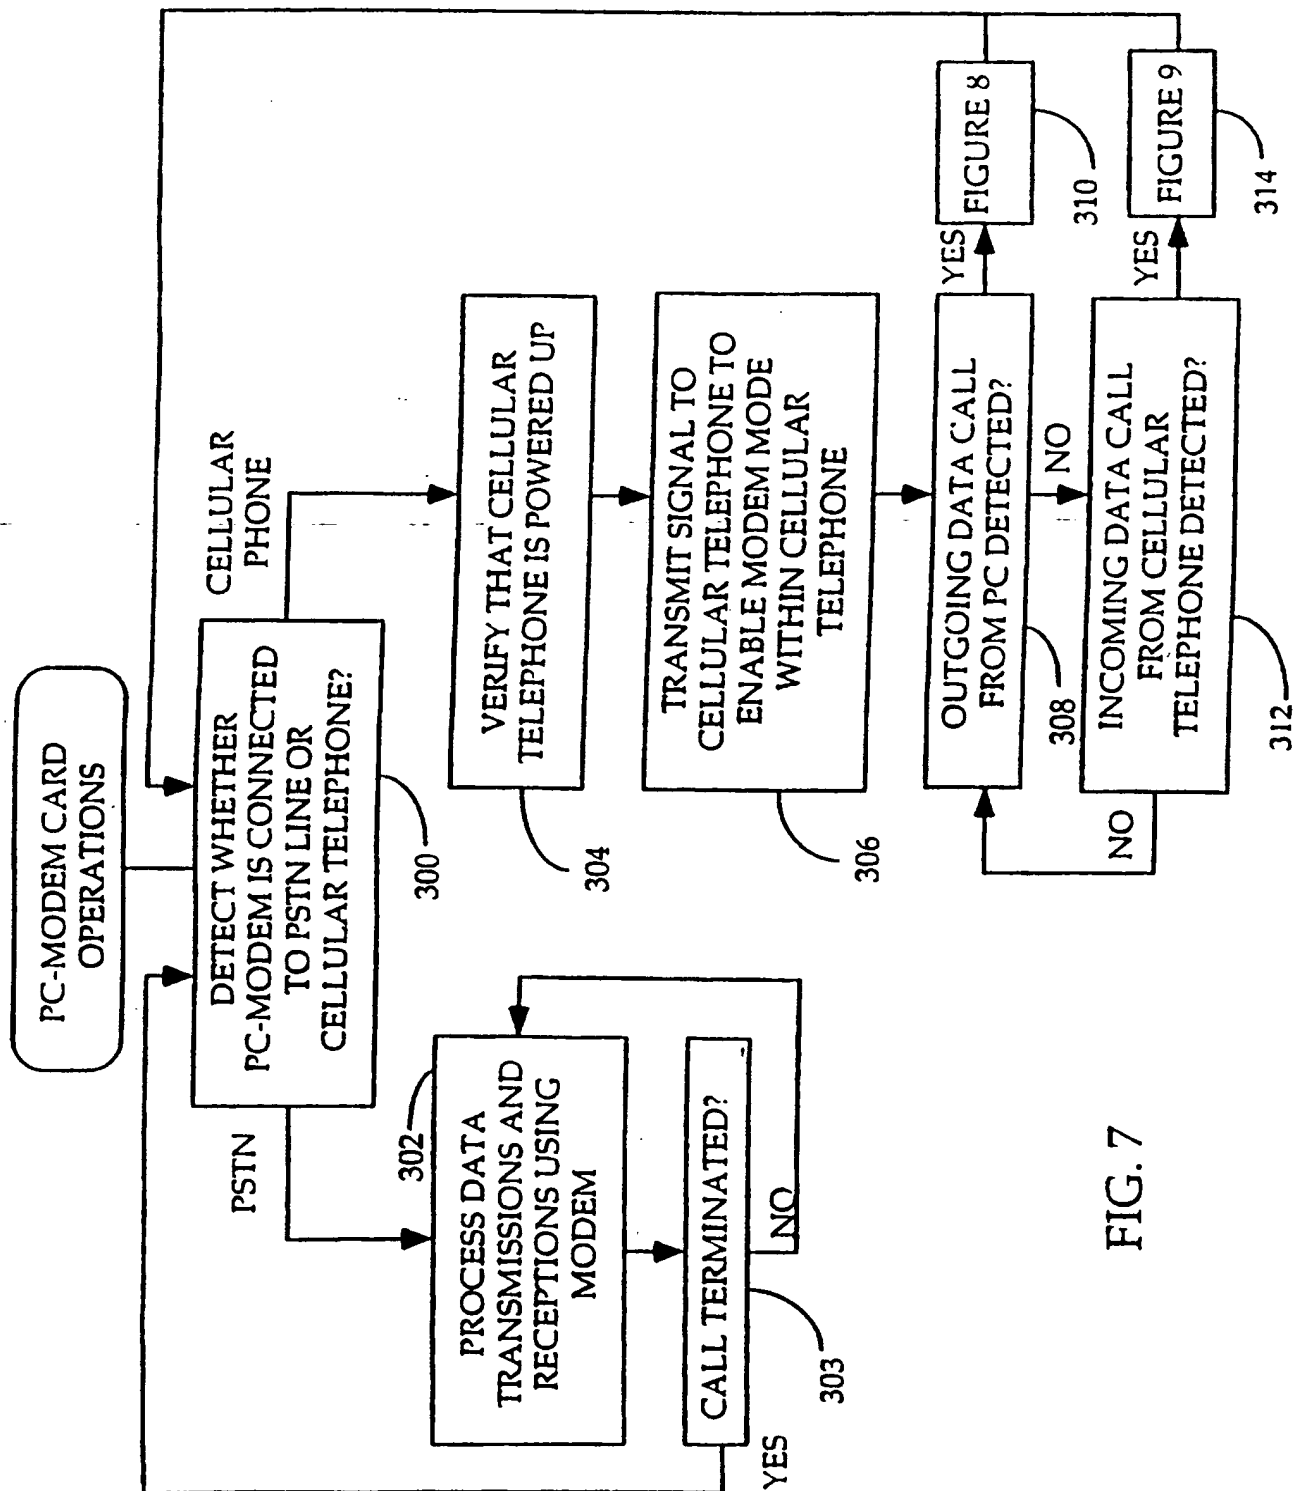 PC-MODEM CARD
OPERATIONS
DETECT WHETHER
PC-MODEM IS CONNECTED
TO PSTN LINE OR
CELLULAR TELEPHONE?
300
PSTN
CELLULAR
PHONE
302
PROCESS DATA
TRANSMISSIONS AND
RECEPTIONS USING
MODEM
CALL TERMINATED?
NO
YES
303
VERIFY THAT CELLULAR
TELEPHONE IS POWERED UP
304
TRANSMIT SIGNAL TO
CELLULAR TELEPHONE TO
ENABLE MODEM MODE
WITHIN CELLULAR
TELEPHONE
306
OUTGOING DATA CALL
FROM PC DETECTED?
308
YES
FIGURE 8
310
NO
INCOMING DATA CALL
FROM CELLULAR
TELEPHONE DETECTED?
312
NO
YES
FIGURE 9
314
FIG. 7